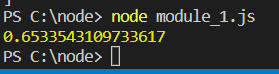 PS C:\node> node module_1.js
0.6533543109733617
PS C:\node>